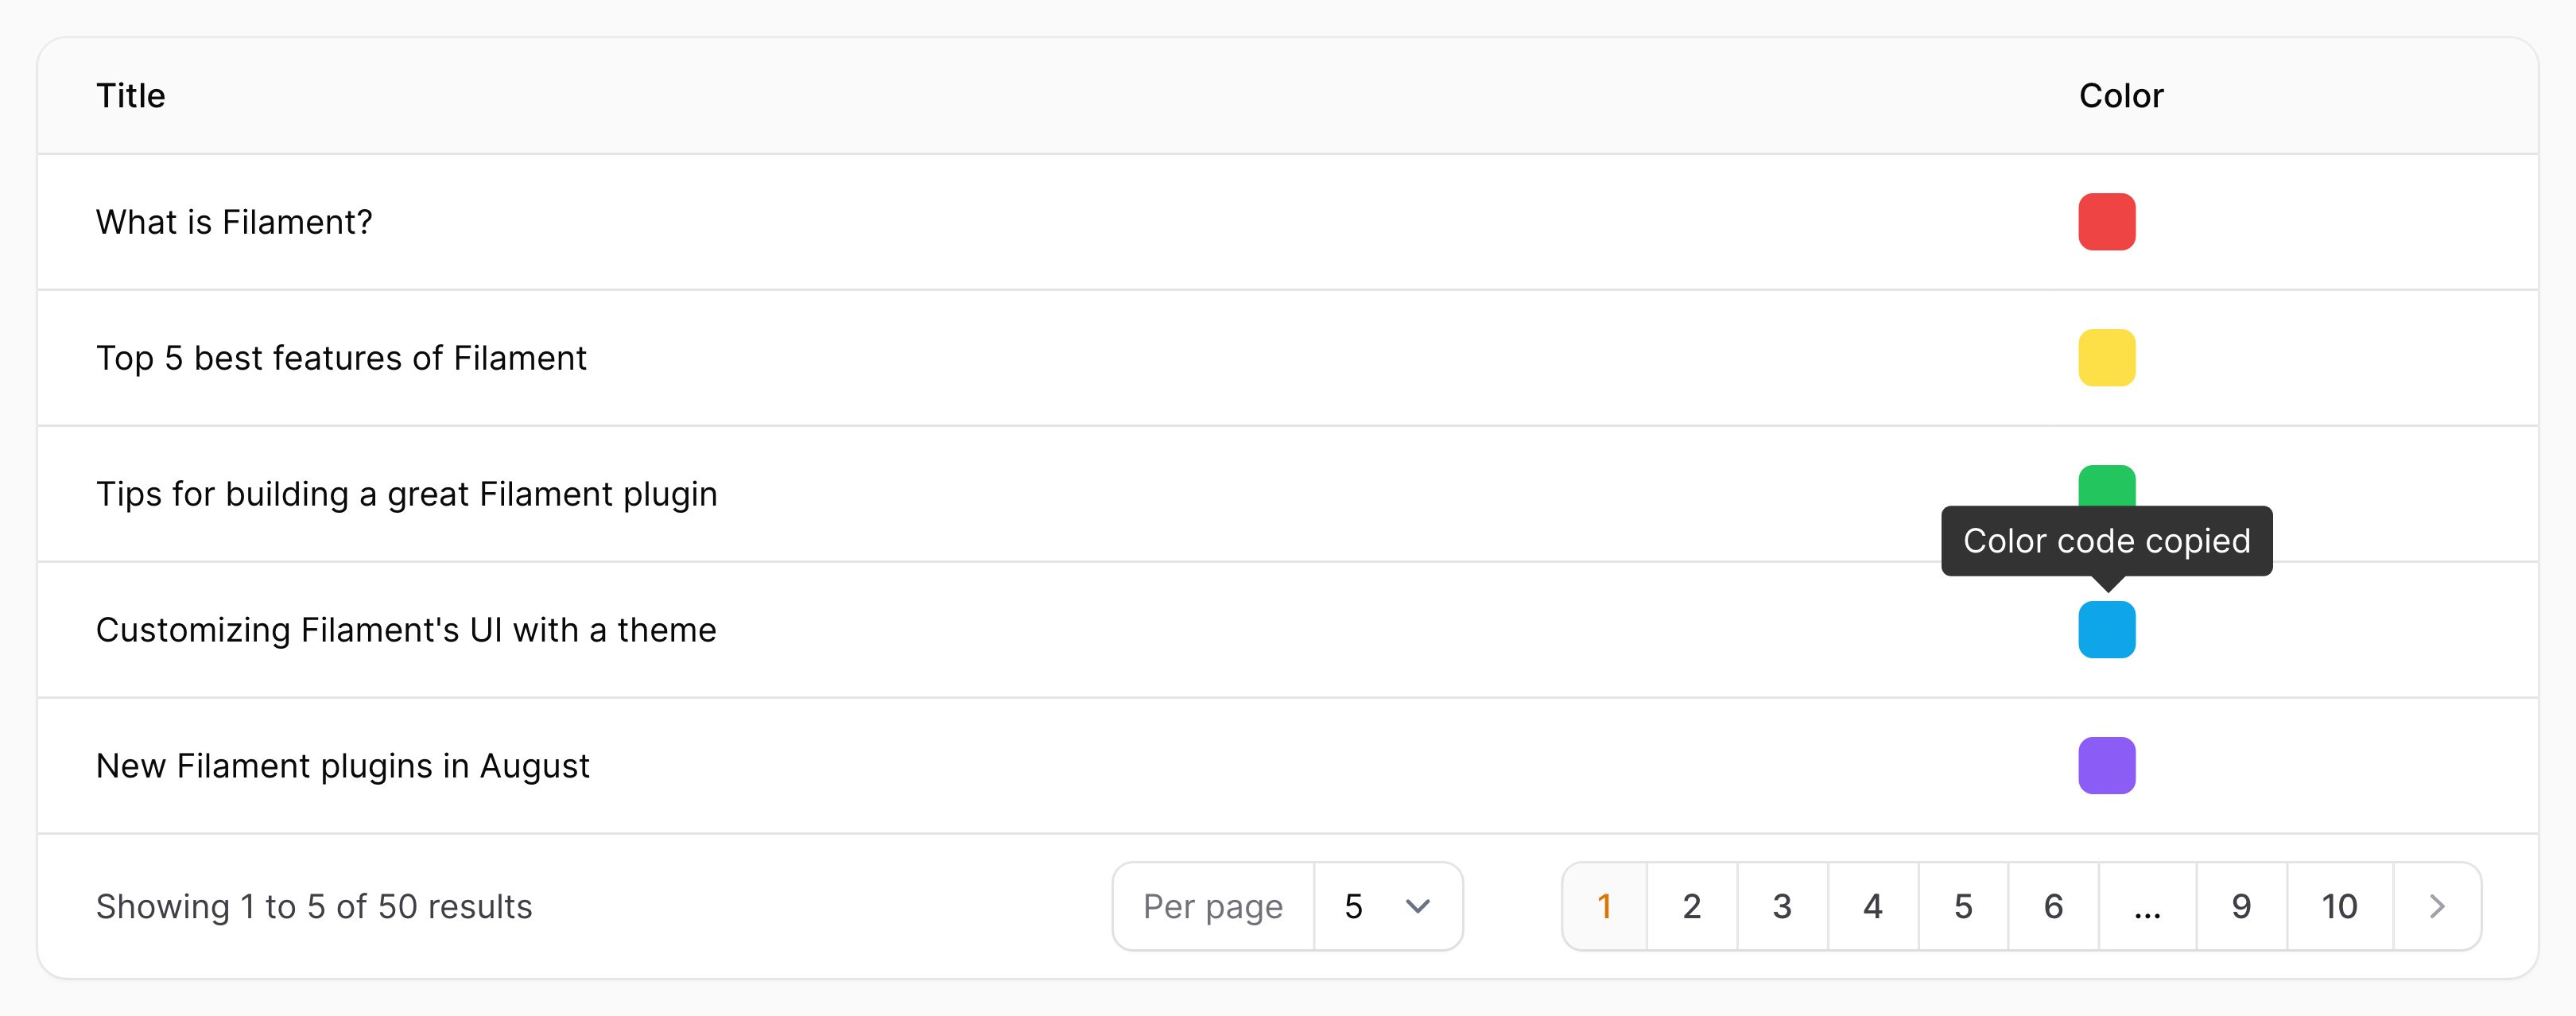 Title Color
What is Filament?
Top 5 best features of Filament
Tips for building a great Filament plugin
Color code copied
Customizing Filament's UI with a theme
New Filament plugins in August
Showing 1 to 5 of 50 results Per page 5 1 2 3 4 5 6 ... 9 10